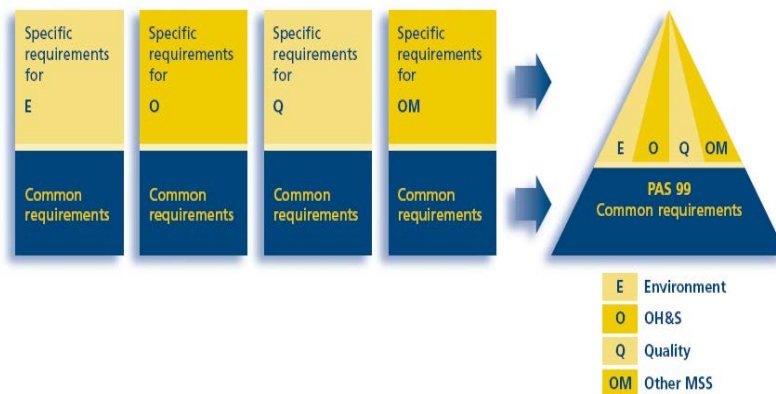 Specific
requirements
for
E
Common
requirements
Specific
requirements
for
O
Common
requirements
Specific
requirements
for
Q
Common
requirements
Specific
requirements
for
OM
Common
requirements
E O Q OM
PAS 99
Common requirements
E Environment
O OH&S
Q Quality
OM Other MSS